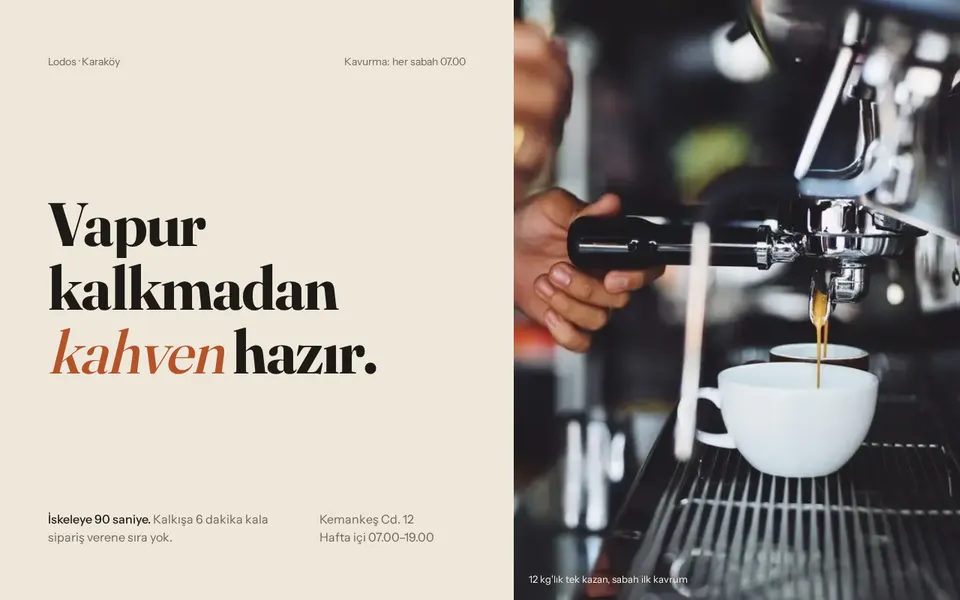 Lodos · Karaköy
Kavurma: her sabah 07.00
Vapur
kalkmadan
kahven hazır.
İskeleye 90 saniye. Kalkışa 6 dakika kala
sipariş verene sıra yok.
Kemankeş Cd. 12
Hafta içi 07.00–19.00
12 kg'lık tek kazan, sabah ilk kavrum